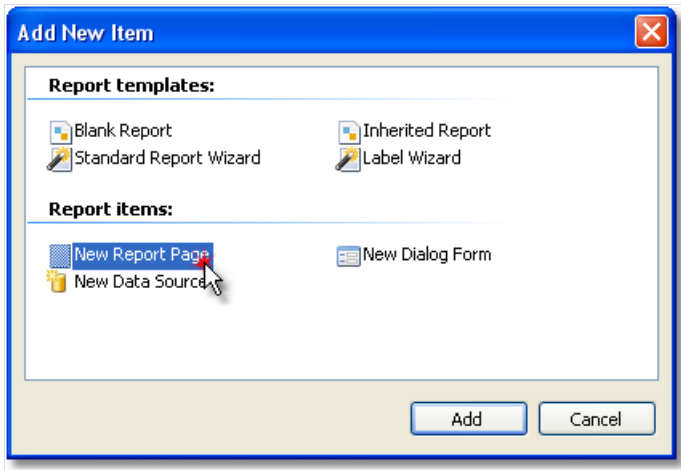 Add New Item
Report templates:
Blank Report
Inherited Report
Standard Report Wizard
Label Wizard
Report items:
New Report Page
New Dialog Form
New Data Source
Add
Cancel